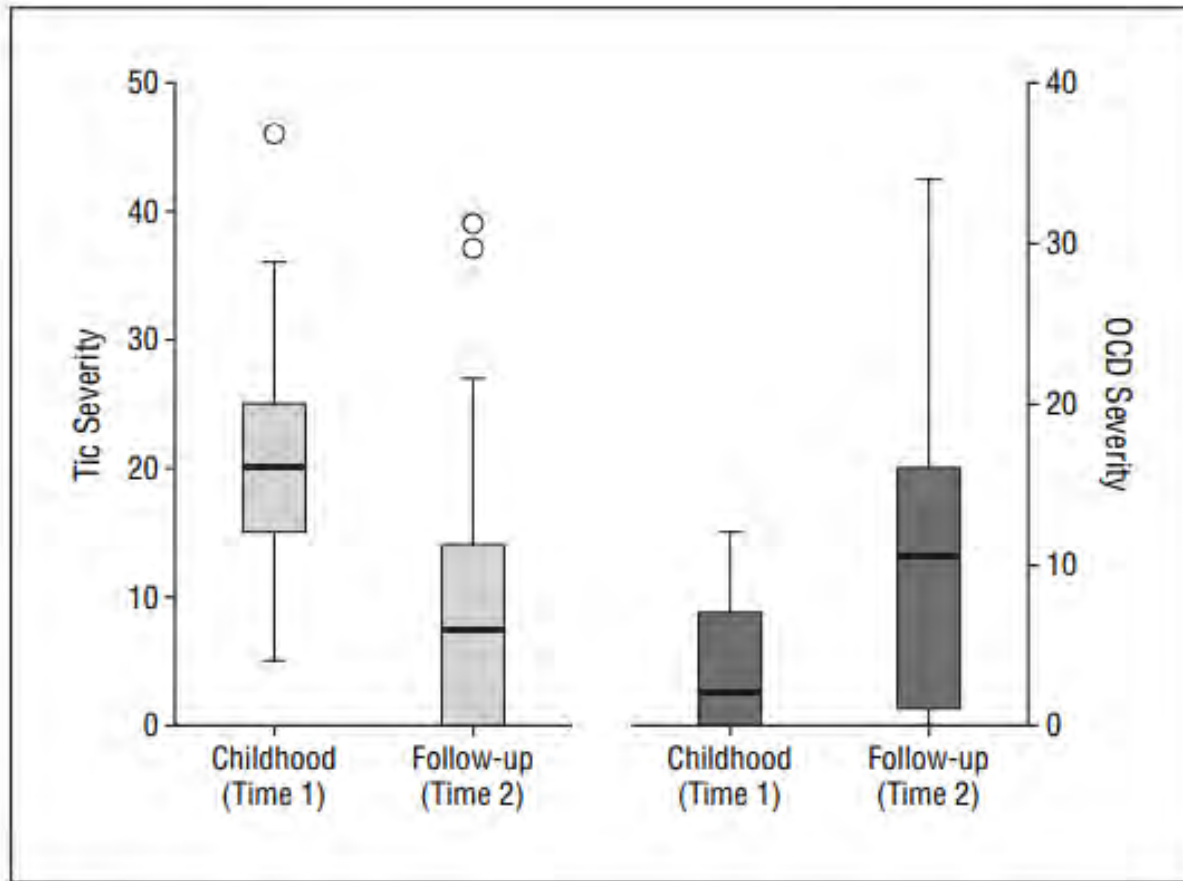 50
40
30
20
10
0
Tic Severity
Childhood
(Time 1)
Follow-up
(Time 2)
Childhood
(Time 1)
Follow-up
(Time 2)
40
30
20
10
0
OCD Severity